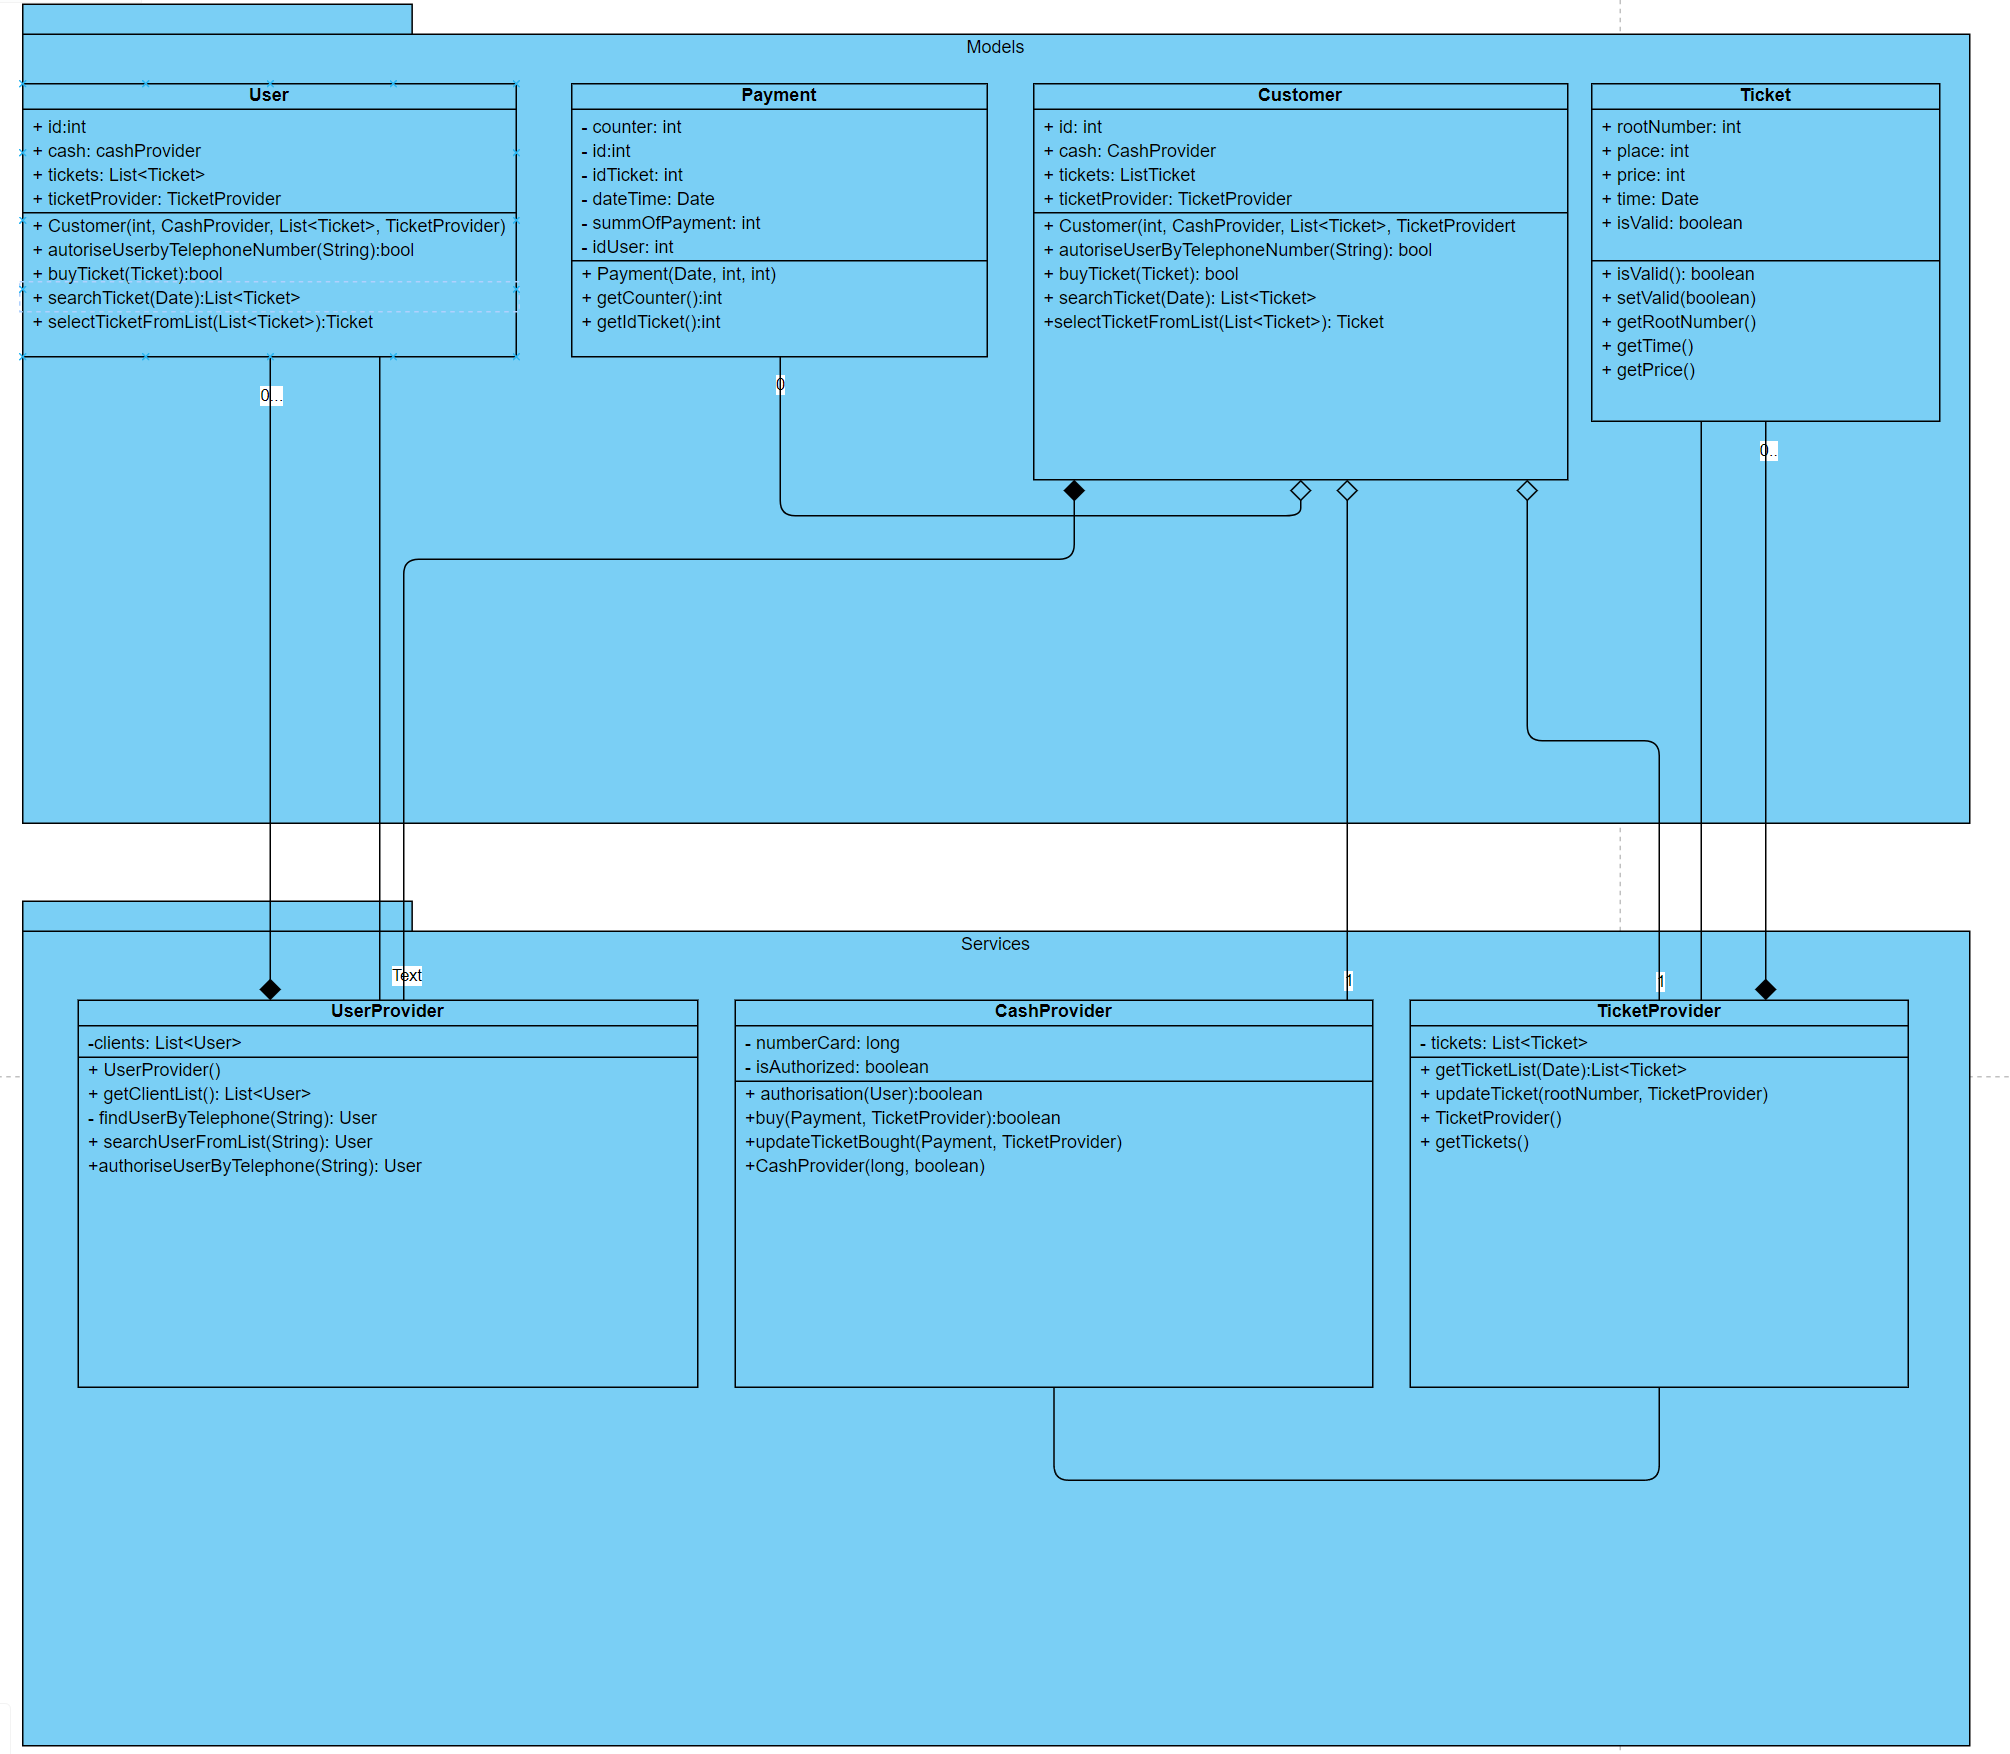 Models
User
+ id:int
+ cash: cashProvider
+ tickets: List<Ticket>
+ ticketProvider: TicketProvider
+ Customer(int, CashProvider, List<Ticket>, TicketProvider)
+ autoriseUserbyTelephoneNumber(String):bool
+ buyTicket(Ticket):bool
+ searchTicket(Date):List<Ticket>
+ selectTicketFromList(List<Ticket>):Ticket
0...
Payment
- counter: int
- id:int
- idTicket: int
- dateTime: Date
- summOfPayment: int
- idUser: int
+ Payment(Date, int, int)
+ getCounter():int
+ getIdTicket():int
0
Customer
+ id: int
+ cash: CashProvider
+ tickets: ListTicket
+ ticketProvider: TicketProvider
+ Customer(int, CashProvider, List<Ticket>, TicketProvidert
+ autoriseUserByTelephoneNumber(String): bool
+ buyTicket(Ticket): bool
+ searchTicket(Date): List<Ticket>
+selectTicketFromList(List<Ticket>): Ticket
Ticket
+ rootNumber: int
+ place: int
+ price: int
+ time: Date
+ isValid: boolean
+ isValid(): boolean
+ setValid(boolean)
+ getRootNumber()
+ getTime()
+ getPrice()
0..
Services
Text
1
1
UserProvider
-clients: List<User>
+ UserProvider()
+ getClientList(): List<User>
- findUserByTelephone(String): User
+ searchUserFromList(String): User
+authoriseUserByTelephone(String): User
CashProvider
- numberCard: long
- isAuthorized: boolean
+ authorisation(User):boolean
+buy(Payment, TicketProvider):boolean
+updateTicketBought(Payment, TicketProvider)
+CashProvider(long, boolean)
TicketProvider
- tickets: List<Ticket>
+ getTicketList(Date):List<Ticket>
+ updateTicket(rootNumber, TicketProvider)
+ TicketProvider()
+ getTickets()